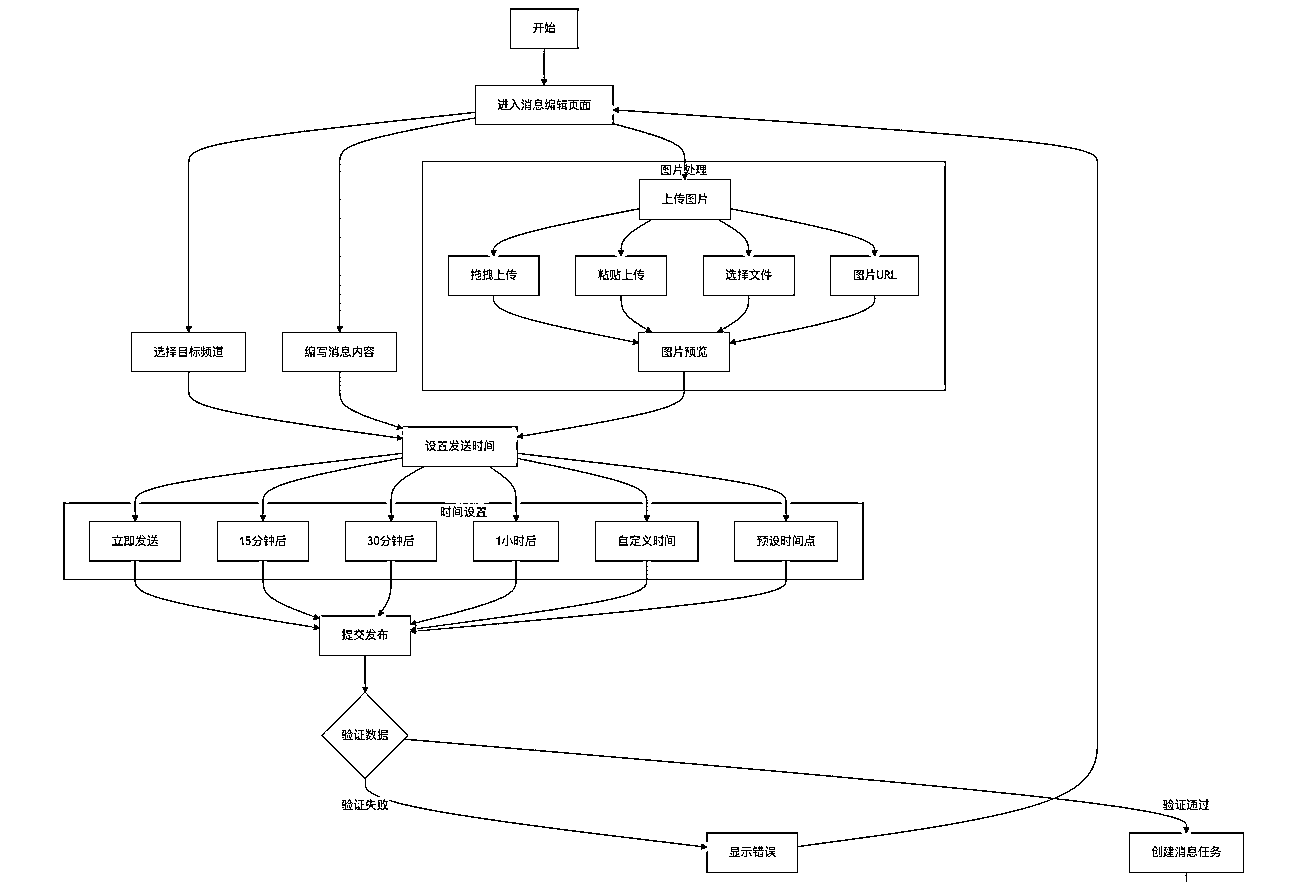 开始
进入消息编辑页面
图片处理
上传图片
拖拽上传
粘贴上传
选择文件
图片URL
选择目标频道
编写消息内容
图片预览
设置发送时间
时间设置
立即发送
15分钟后
30分钟后
1小时后
自定义时间
预设时间点
提交发布
验证数据
验证失败
验证通过
显示错误
创建消息任务